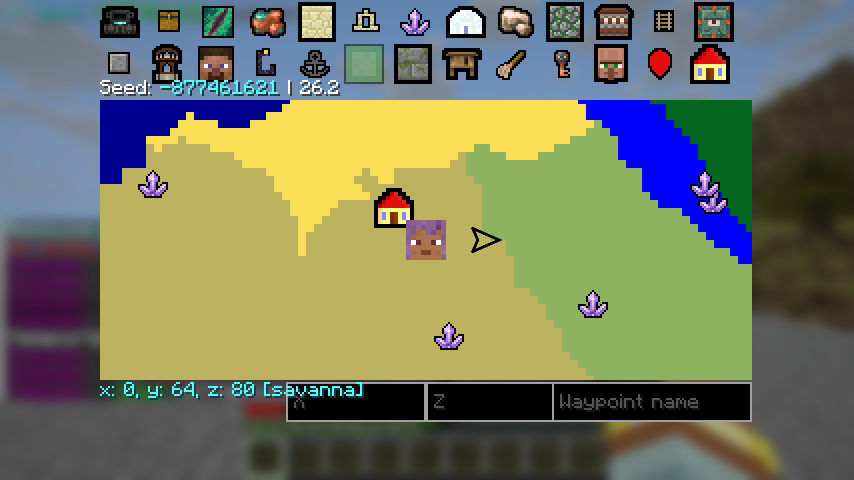 Seed: -877461621 | 26.2
x: 0, y: 64, z: 80 [savanna]
X
Z
Waypoint name